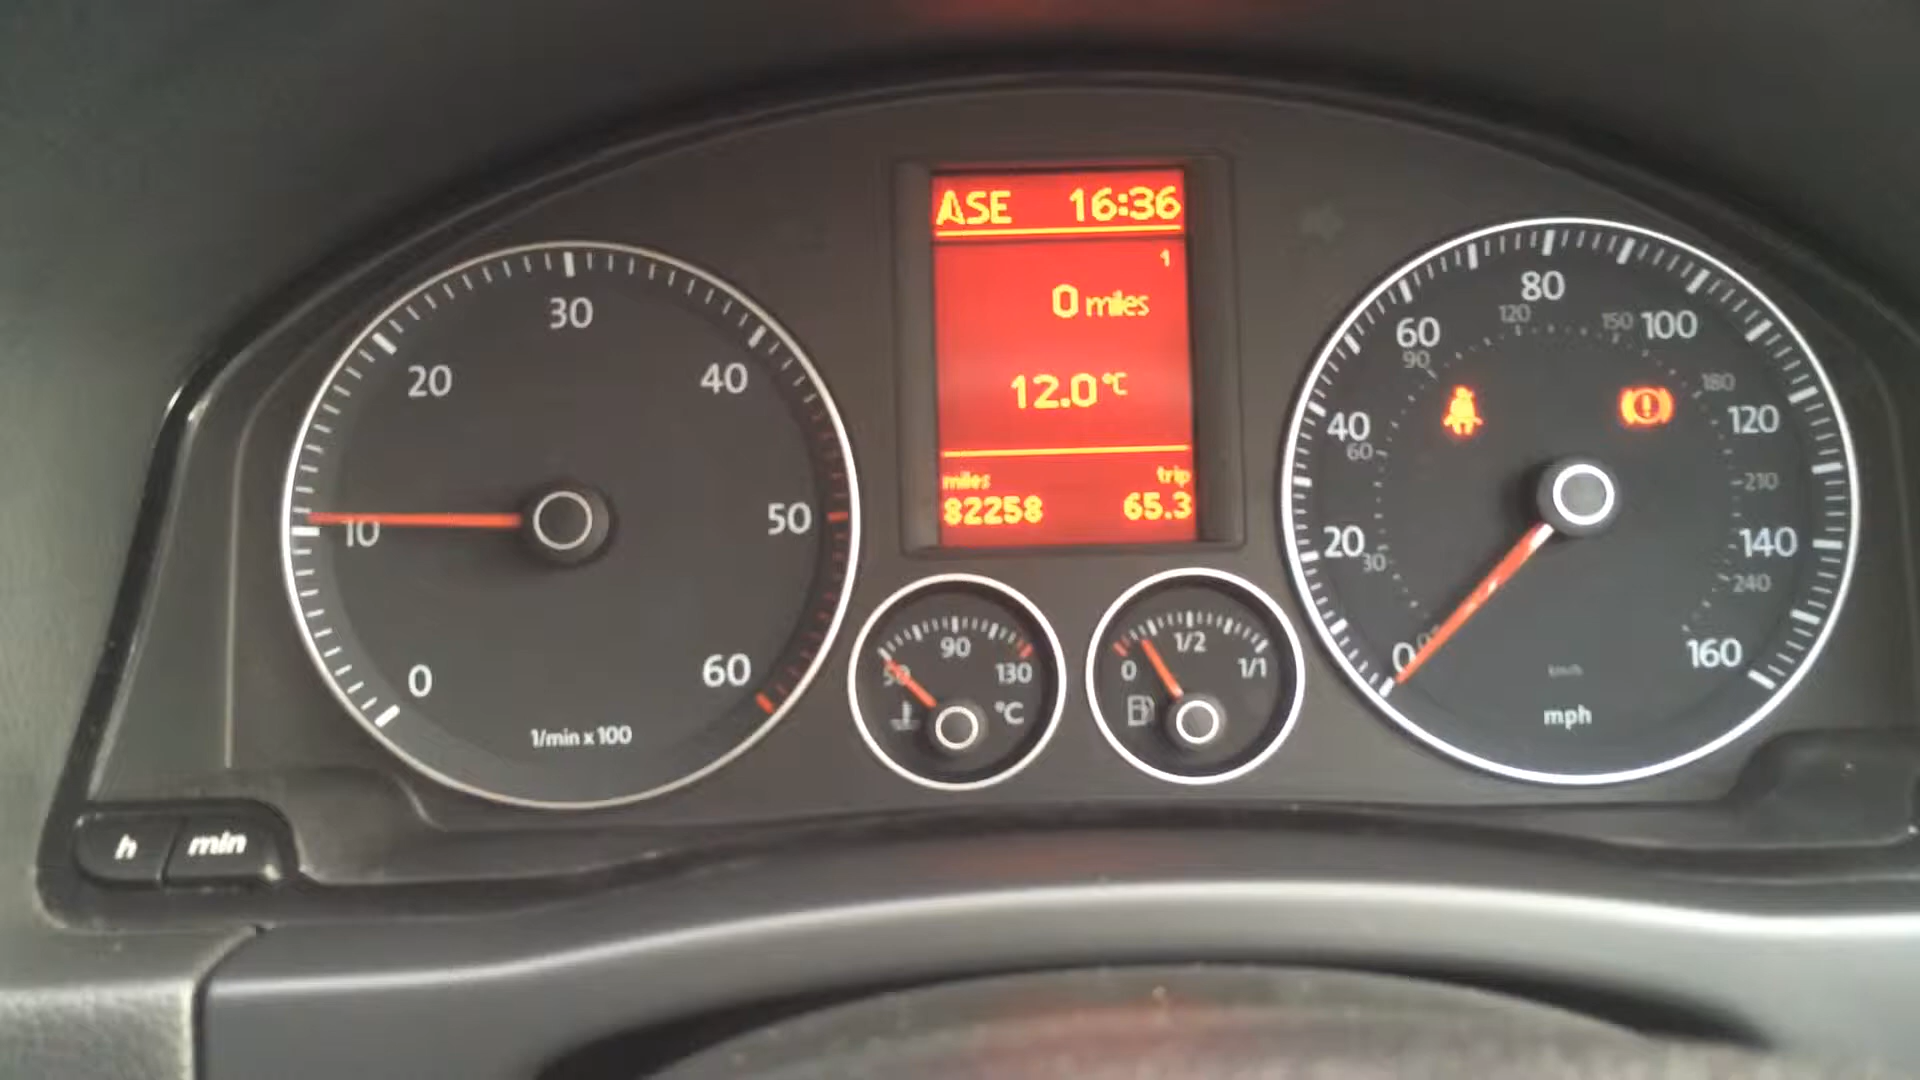 30
20
40
10
50
0
60
1/min x 100
ASE 16:36
1
0 miles
12.0°C
miles trip
82258 65.3
90
50 130
°C
1/2
0 1/1
80
120 150
60 100
90 180
40 120
60 210
20 140
30 240
0 160
km/h
mph
h min